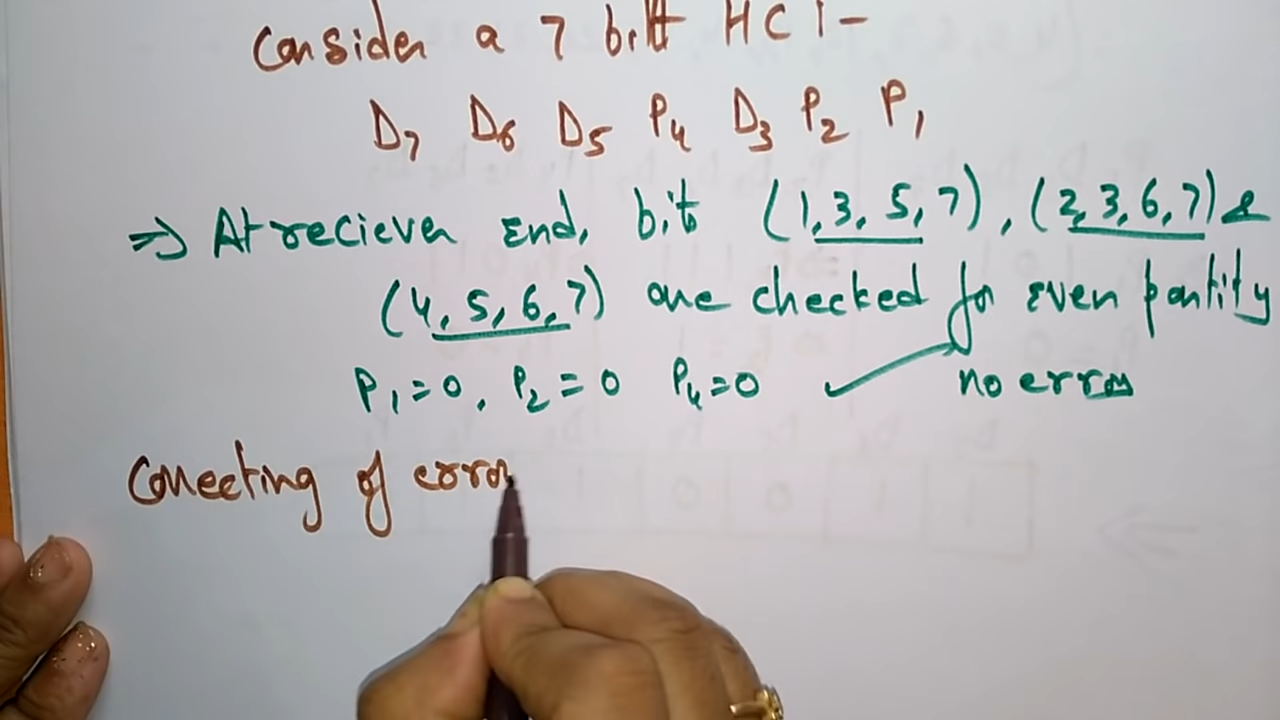 Consider a 7 bit HC :-
D7 D6 D5 P4 D3 P2 P1
⇒ At reciever End, bit (1,3,5,7), (2,3,6,7) &
(4,5,6,7) are checked for Even parity
P1=0, P2=0 P4=0 ✓ no error
Correcting of error